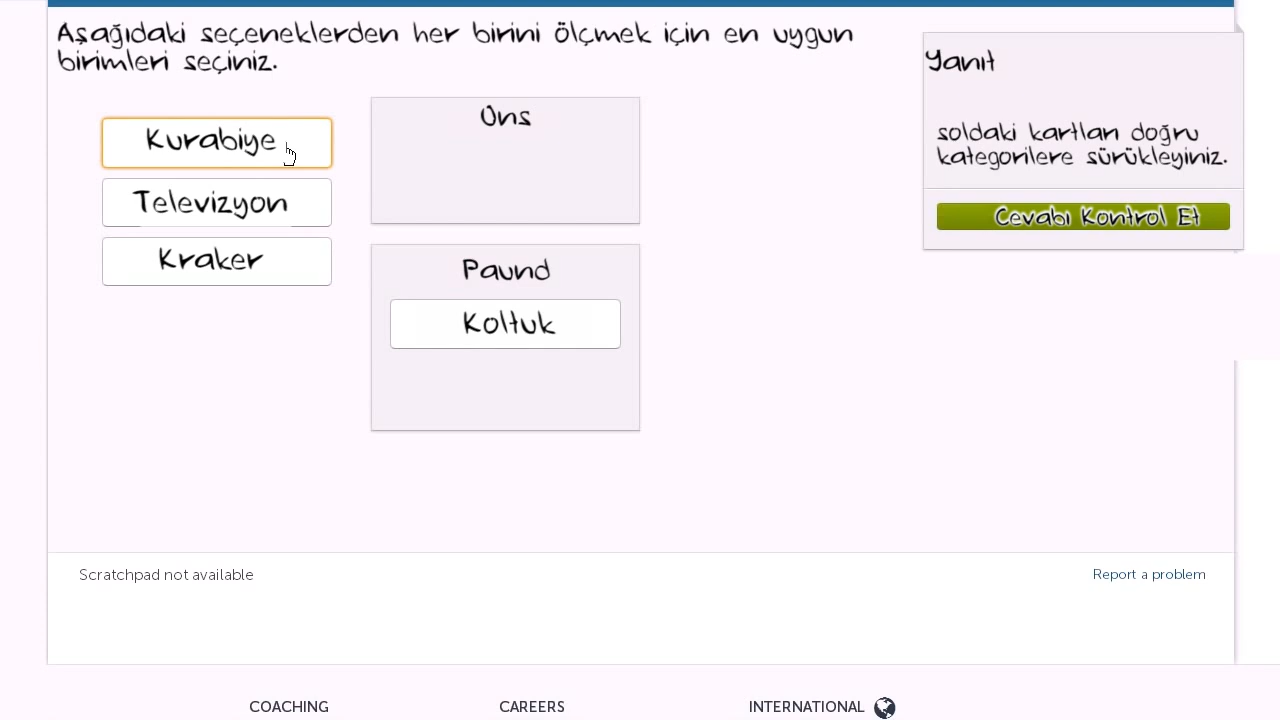 Aşağıdaki seçeneklerden her birini ölçmek için en uygun
birimleri seçiniz.
Yanıt
soldaki kartları doğru
kategorilere sürükleyiniz.
Cevabı Kontrol Et
Kurabiye
Televizyon
Kraker
Ons
Paund
Koltuk
Scratchpad not available
Report a problem
COACHING
CAREERS
INTERNATIONAL